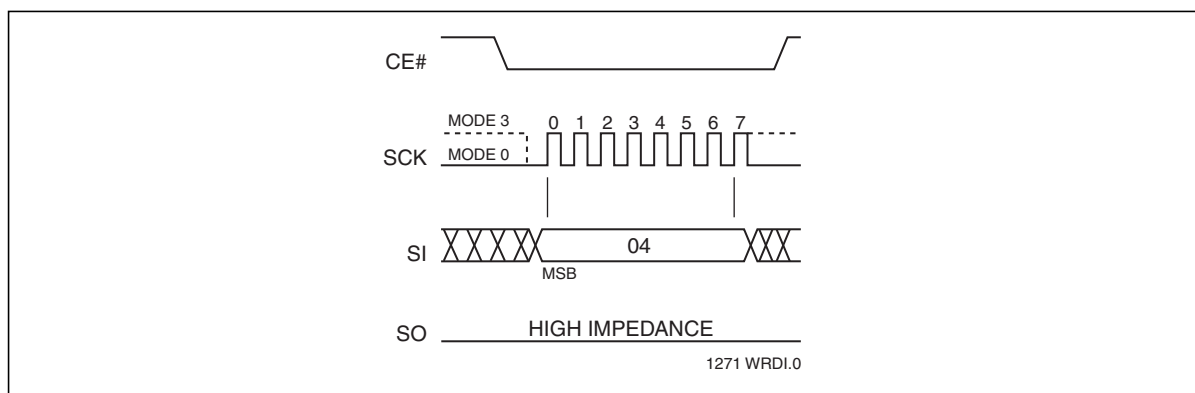 CE#
MODE 3
0 1 2 3 4 5 6 7
SCK
MODE 0
SI
04
MSB
SO
HIGH IMPEDANCE
1271 WRDI.0